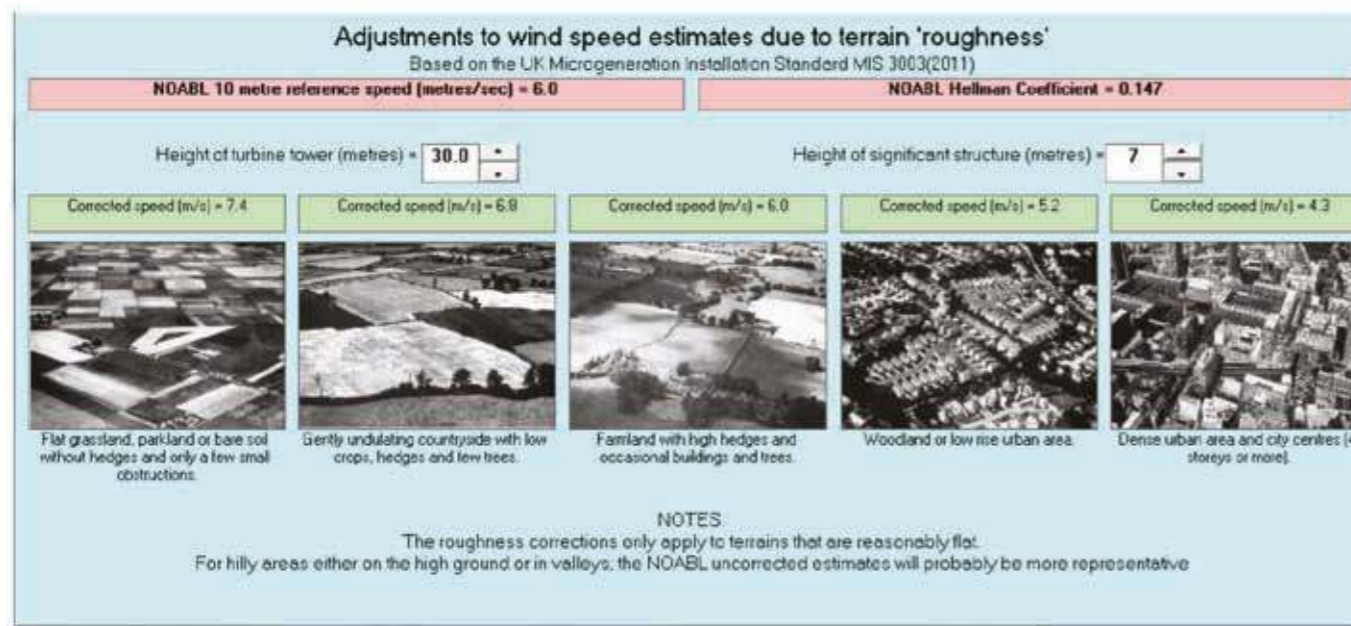 Adjustments to wind speed estimates due to terrain 'roughness'
Based on the UK Microgeneration Installation Standard MIS 3003(2011)
NOABL 10 metre reference speed (metres/sec) = 6.0
NOABL Hellman Coefficient = 0.147
Height of turbine tower (metres) = 30.0
Height of significant structure (metres) = 7
Corrected speed (m/s) = 7.4
Corrected speed (m/s) = 6.8
Corrected speed (m/s) = 6.0
Corrected speed (m/s) = 5.2
Corrected speed (m/s) = 4.3
Flat grassland, parkland or bare soil
without hedges and only a few small
obstructions.
Gently undulating countryside with low
crops, hedges and few trees.
Farmland with high hedges and
occasional buildings and trees.
Woodland or low rise urban area.
Dense urban area and city centres (4
storeys or more).
NOTES
The roughness corrections only apply to terrains that are reasonably flat.
For hilly areas either on the high ground or in valleys, the NOABL uncorrected estimates will probably be more representative